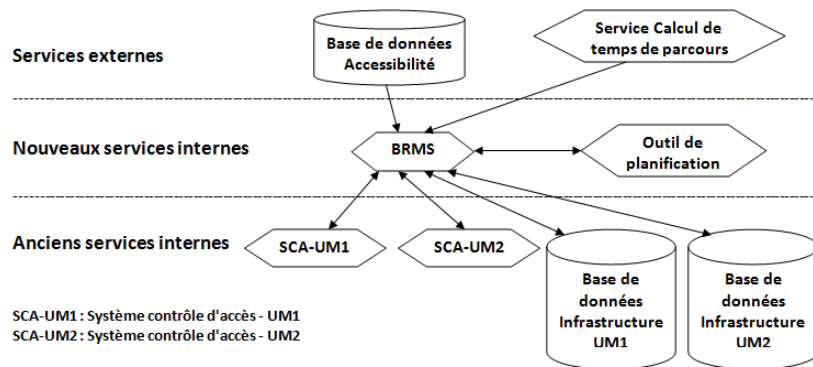 Services externes
Base de données
Accessibilité
Service Calcul de
temps de parcours
Nouveaux services internes
BRMS
Outil de
planification
Anciens services internes
SCA-UM1
SCA-UM2
Base de
données
Infrastructure
UM1
Base de
données
Infrastructure
UM2
SCA-UM1 : Système contrôle d'accès - UM1
SCA-UM2 : Système contrôle d'accès - UM2